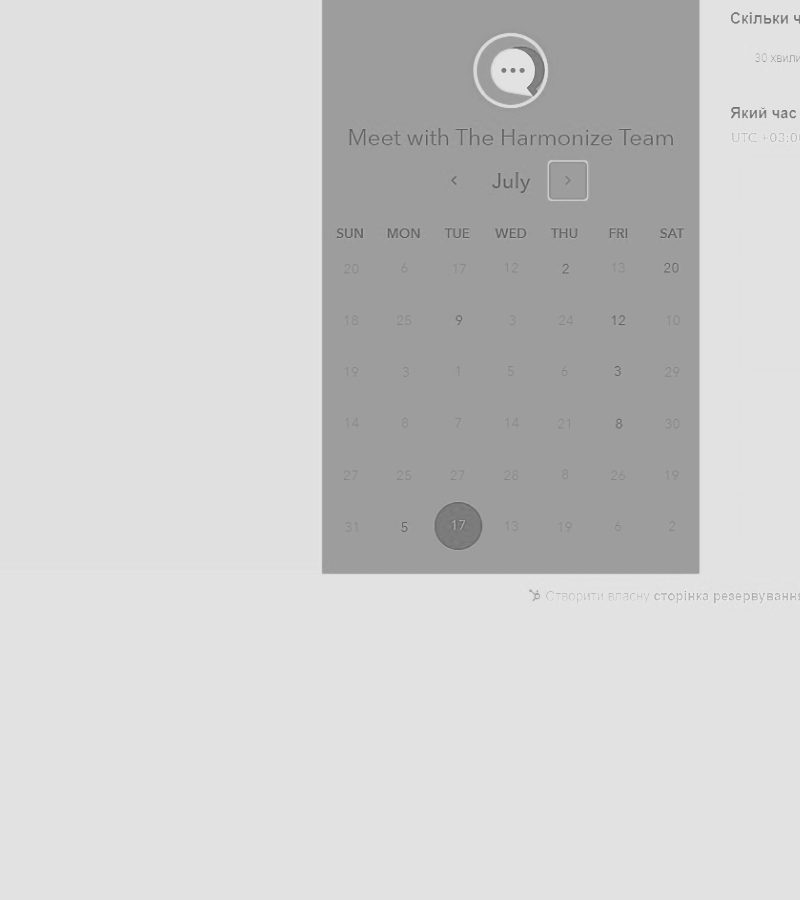 Скільки ч
30 хвили
Який час
UTC +03:00
Meet with The Harmonize Team
July
SUN MON TUE WED THU FRI SAT
20 6 17 12 2 13 20
18 25 9 3 24 12 10
19 3 1 5 6 3 29
14 8 7 14 21 8 30
27 25 27 28 8 26 19
31 5 17 13 19 6 2
Створити власну сторінка резервування